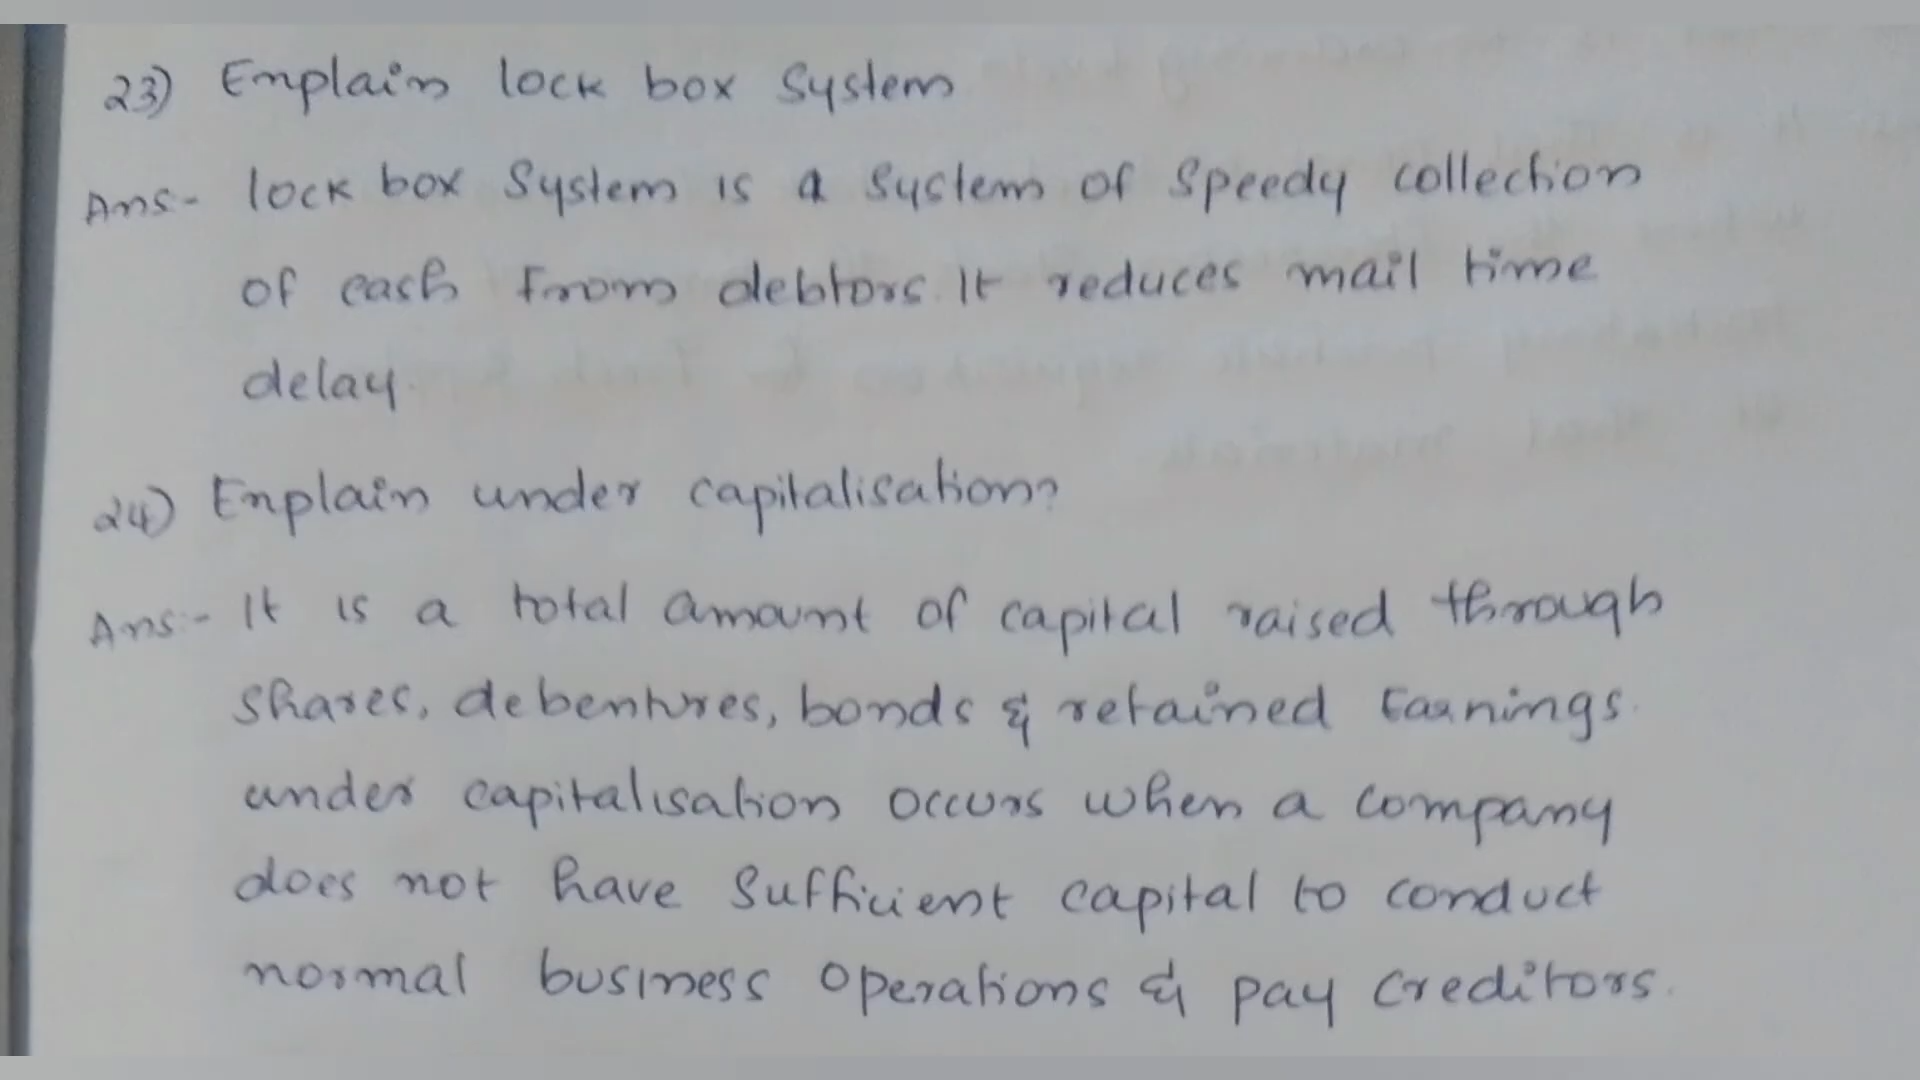 23) Explain lock box System
Ans- lock box System is a System of Speedy collection
of cash from debtors. It reduces mail time
delay.
24) Explain under capitalisation?
Ans:- It is a total amount of capital raised through
shares, debentures, bonds & retained Earnings.
under capitalisation occurs when a company
does not have Sufficient capital to conduct
normal business operations & pay creditors.